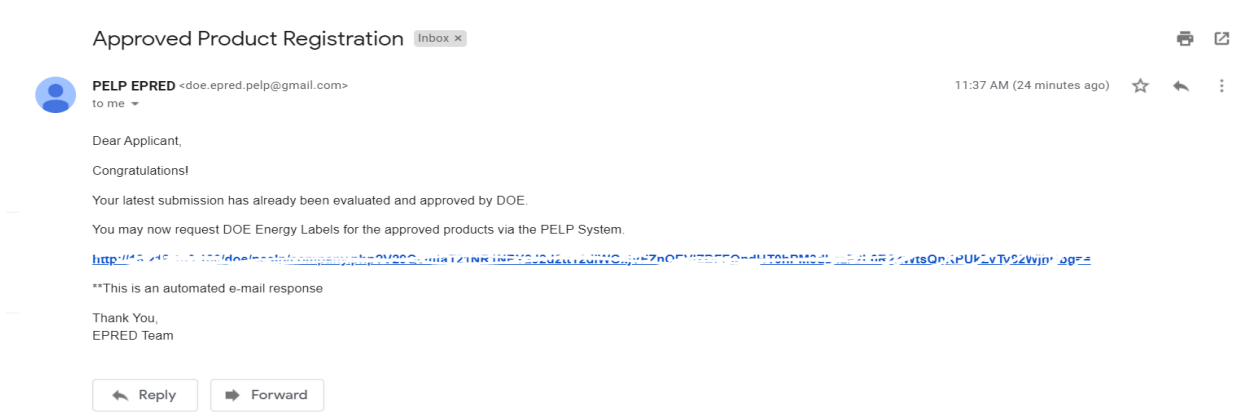 Approved Product Registration Inbox ×
PELP EPRED <doe.epred.pelp@gmail.com> 11:37 AM (24 minutes ago)
to me
Dear Applicant,
Congratulations!
Your latest submission has already been evaluated and approved by DOE.
You may now request DOE Energy Labels for the approved products via the PELP System.
**This is an automated e-mail response
Thank You,
EPRED Team
Reply Forward